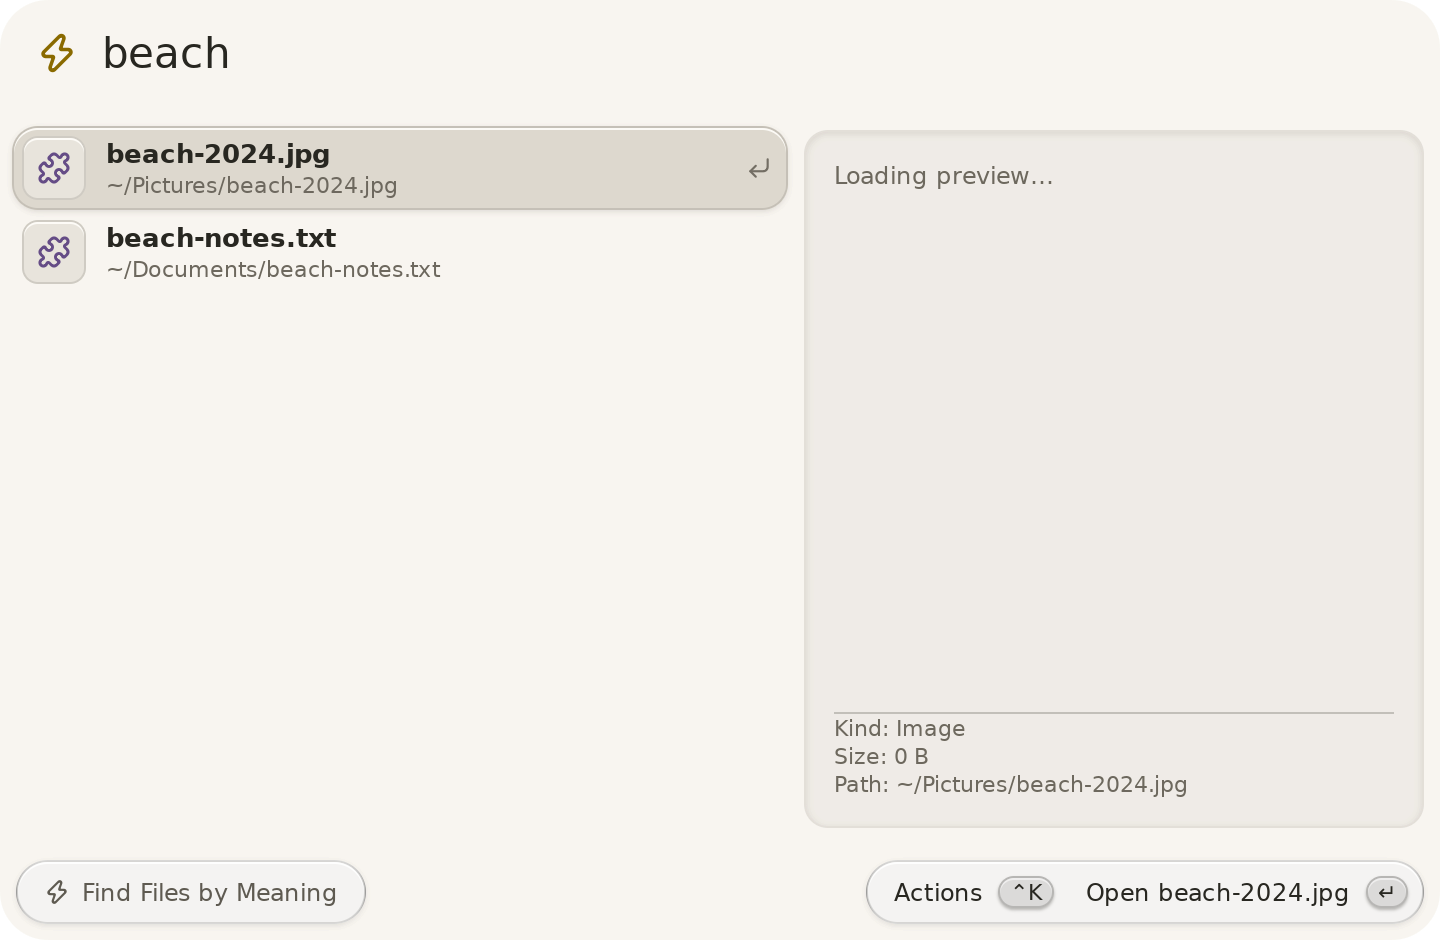 beach
beach-2024.jpg
~/Pictures/beach-2024.jpg
beach-notes.txt
~/Documents/beach-notes.txt
Loading preview…
Kind: Image
Size: 0 B
Path: ~/Pictures/beach-2024.jpg
Find Files by Meaning
Actions ^K Open beach-2024.jpg ↵